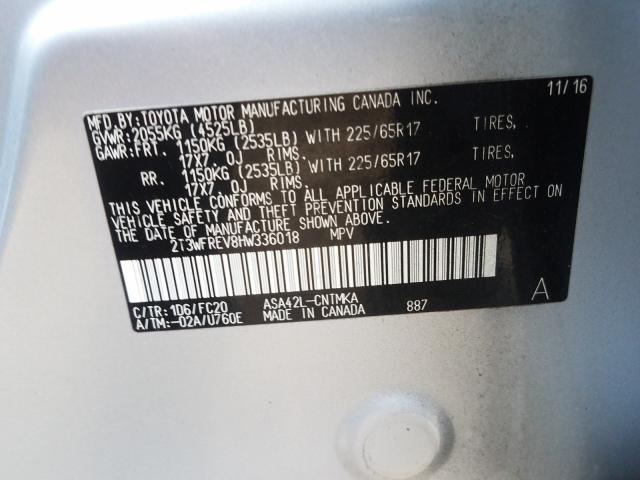 MFD.BY:TOYOTA MOTOR MANUFACTURING CANADA INC. 11/16
GVWR:2055KG (4525LB)
GAWR:FRT. 1150KG (2535LB) WITH 225/65R17 TIRES,
17X7.0J RIMS.
RR. 1150KG (2535LB) WITH 225/65R17 TIRES,
17X7.0J RIMS.
THIS VEHICLE CONFORMS TO ALL APPLICABLE FEDERAL MOTOR
VEHICLE SAFETY AND THEFT PREVENTION STANDARDS IN EFFECT ON
THE DATE OF MANUFACTURE SHOWN ABOVE.
2T3WFREV8HW336018 MPV
C/TR:1D6/FC20 ASA42L-CNTMKA 887 A
A/TM:-02A/U760E MADE IN CANADA